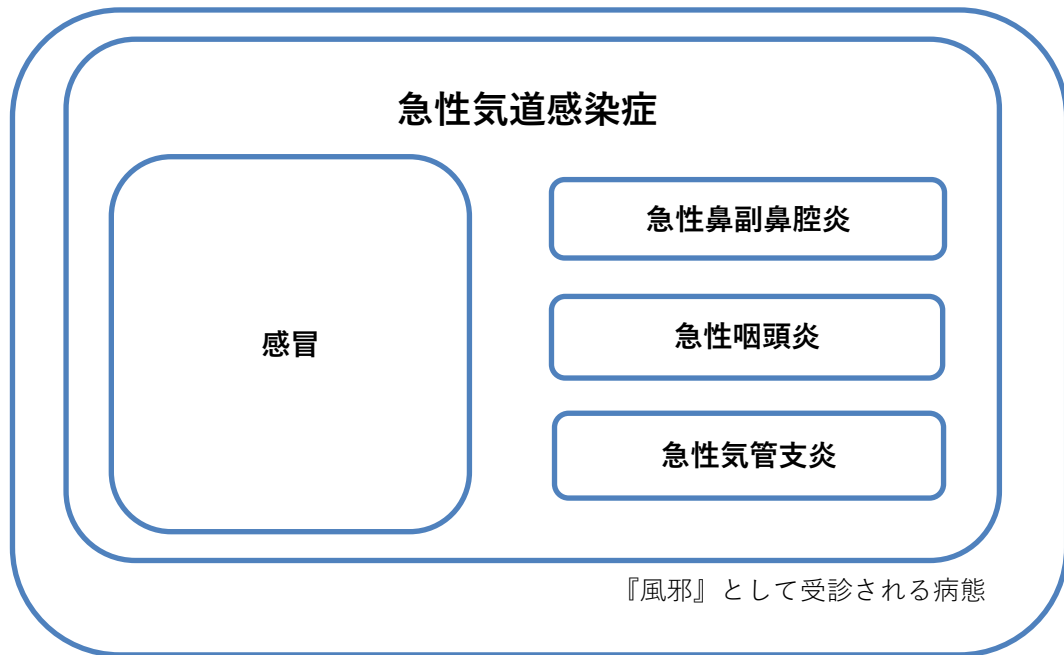 急性気道感染症
感冒
急性鼻副鼻腔炎
急性咽頭炎
急性気管支炎
『風邪』として受診される病態